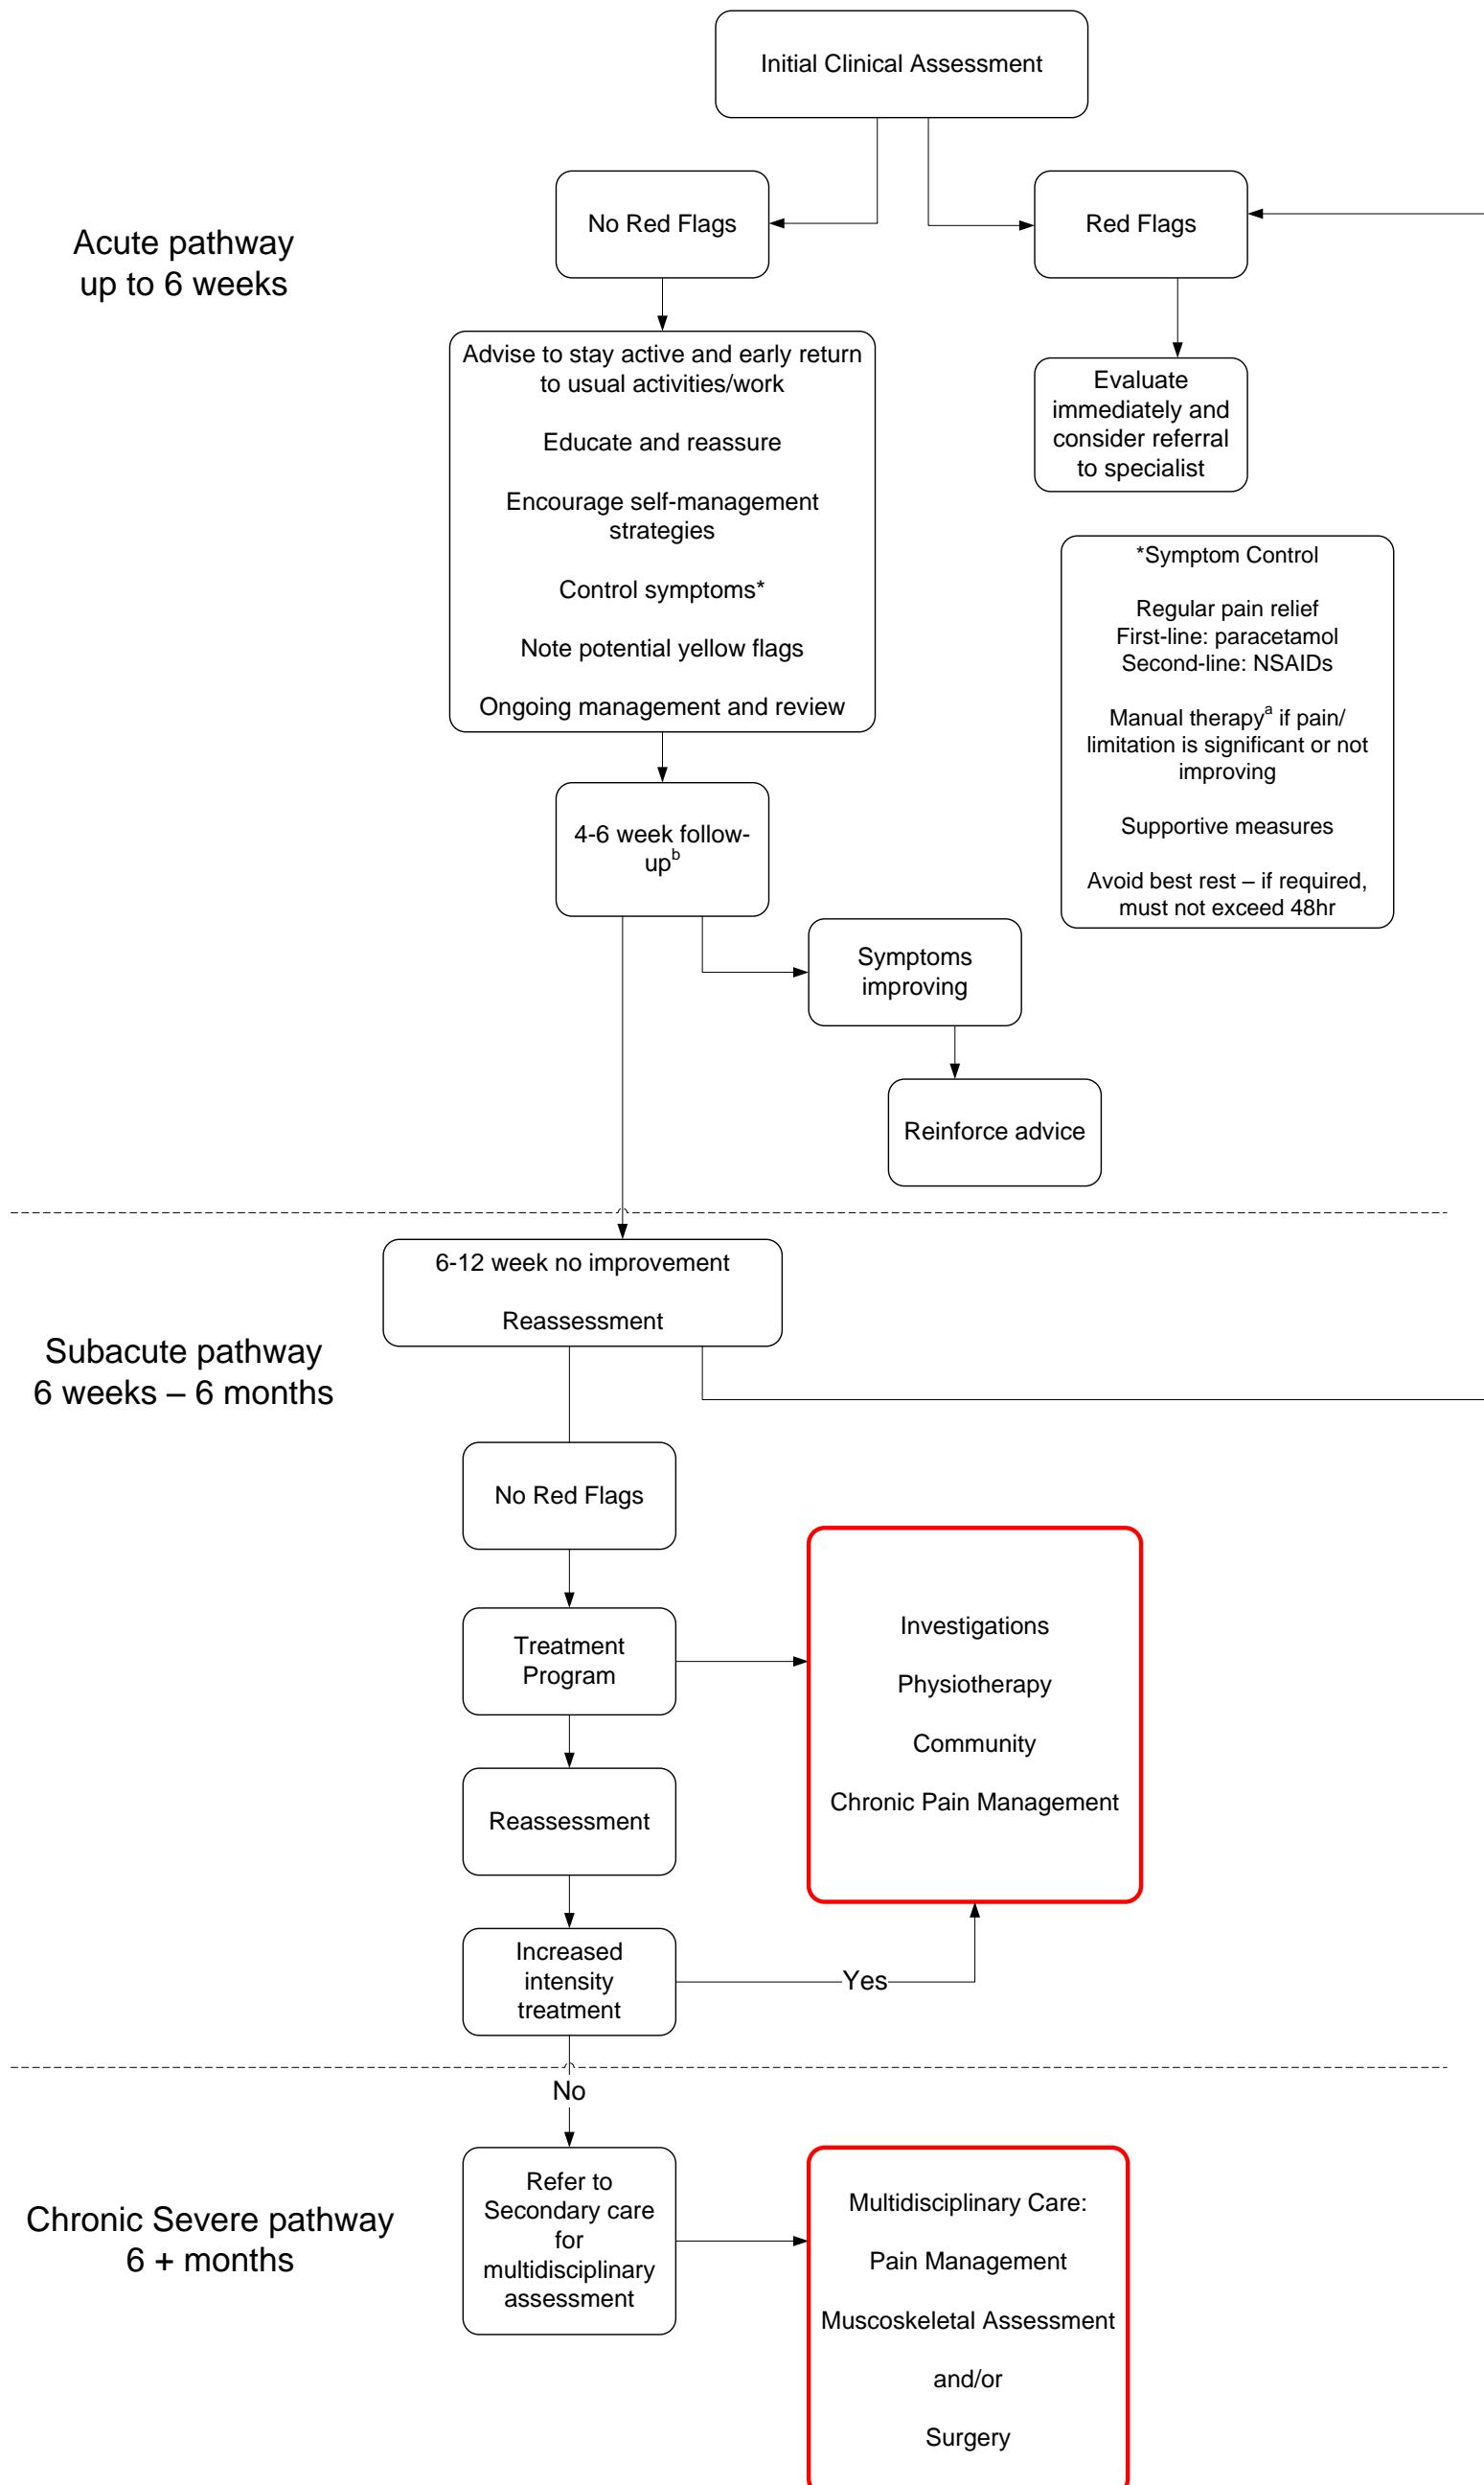 Initial Clinical Assessment
No Red Flags
Red Flags
Acute pathway
up to 6 weeks
Advise to stay active and early return
to usual activities/work
Educate and reassure
Encourage self-management
strategies
Control symptoms*
Note potential yellow flags
Ongoing management and review
Evaluate
immediately and
consider referral
to specialist
*Symptom Control
Regular pain relief
First-line: paracetamol
Second-line: NSAIDs
Manual therapyᵃ if pain/
limitation is significant or not
improving
Supportive measures
Avoid best rest – if required,
must not exceed 48hr
4-6 week follow-
upᵇ
Symptoms
improving
Reinforce advice
6-12 week no improvement
Reassessment
Subacute pathway
6 weeks – 6 months
No Red Flags
Treatment
Program
Investigations
Physiotherapy
Community
Chronic Pain Management
Reassessment
Increased
intensity
treatment
Yes
No
Chronic Severe pathway
6 + months
Refer to
Secondary care
for
multidisciplinary
assessment
Multidisciplinary Care:
Pain Management
Muscoskeletal Assessment
and/or
Surgery